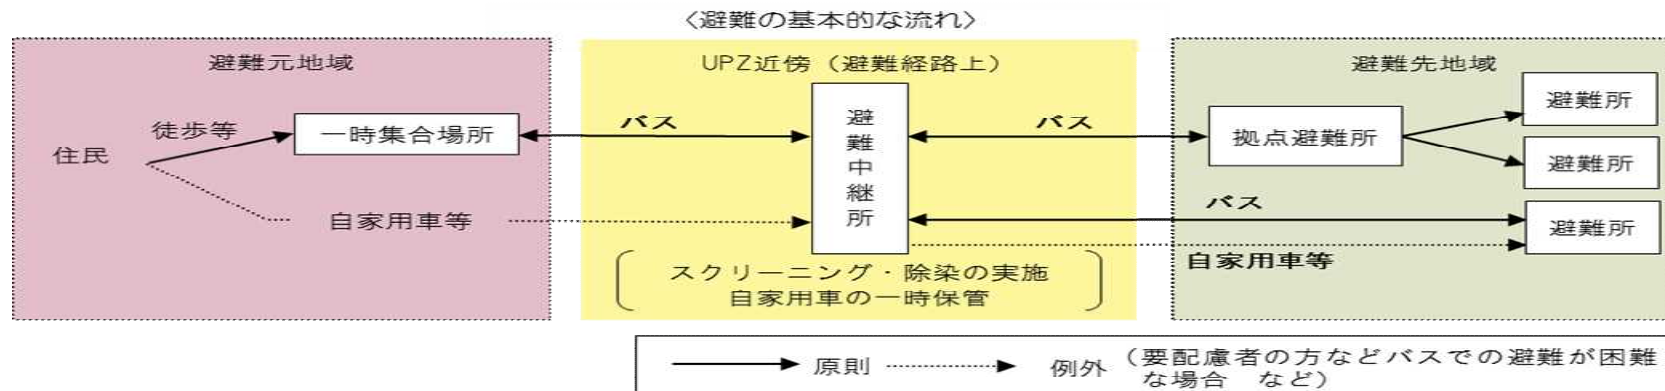 〈避難の基本的な流れ〉
避難元地域
住民
徒歩等
一時集合場所
自家用車等
バス
UPZ近傍（避難経路上）
避難中継所
スクリーニング・除染の実施
自家用車の一時保管
バス
バス
自家用車等
避難先地域
拠点避難所
避難所
避難所
避難所
原則
例外
（要配慮者の方などバスでの避難が困難
な場合　など）